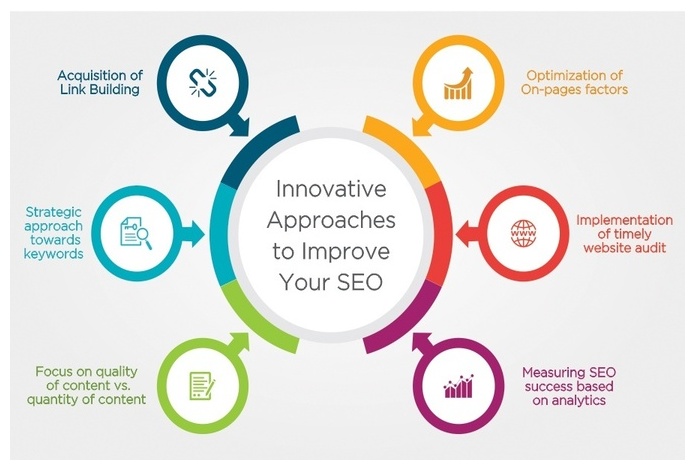 Acquisition of
Link Building
Optimization of
On-pages factors
Innovative
Approaches
to Improve
Your SEO
Strategic
approach
towards
keywords
Implementation
of timely
website audit
www
Focus on quality
of content vs.
quantity of content
Measuring SEO
success based
on analytics